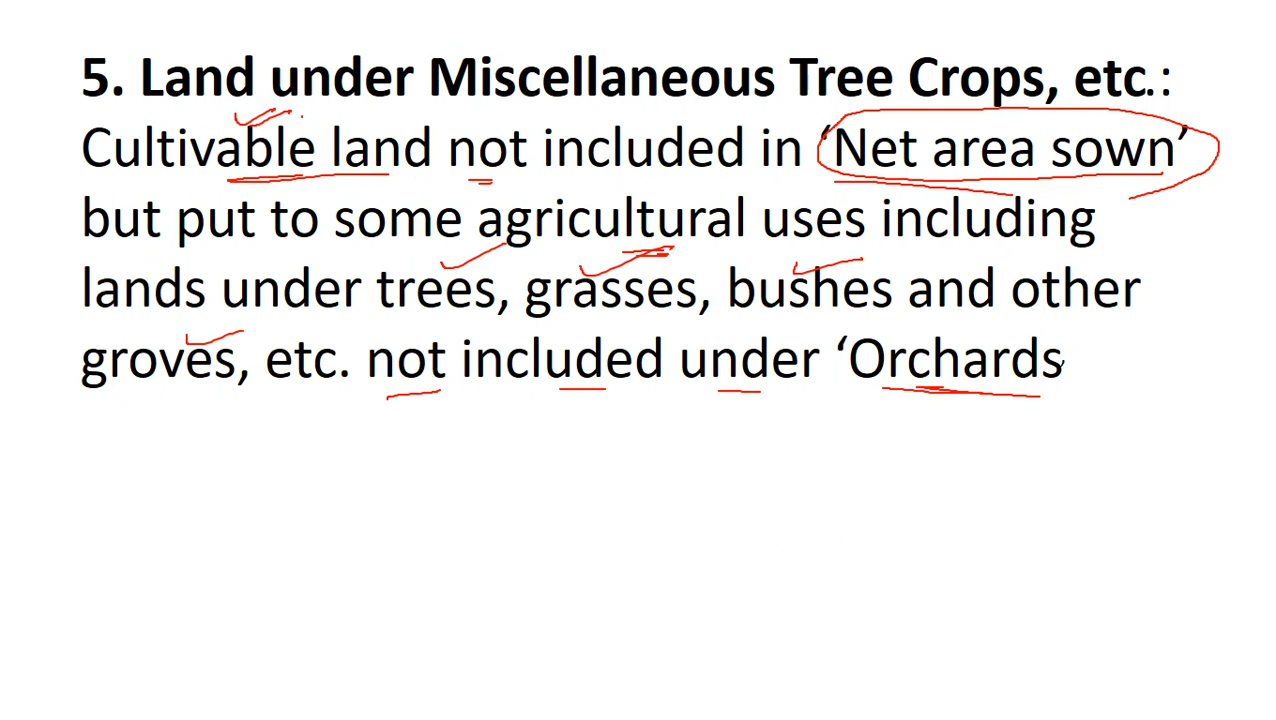 5. Land under Miscellaneous Tree Crops, etc.:
Cultivable land not included in ‘Net area sown’
but put to some agricultural uses including
lands under trees, grasses, bushes and other
groves, etc. not included under ‘Orchards’